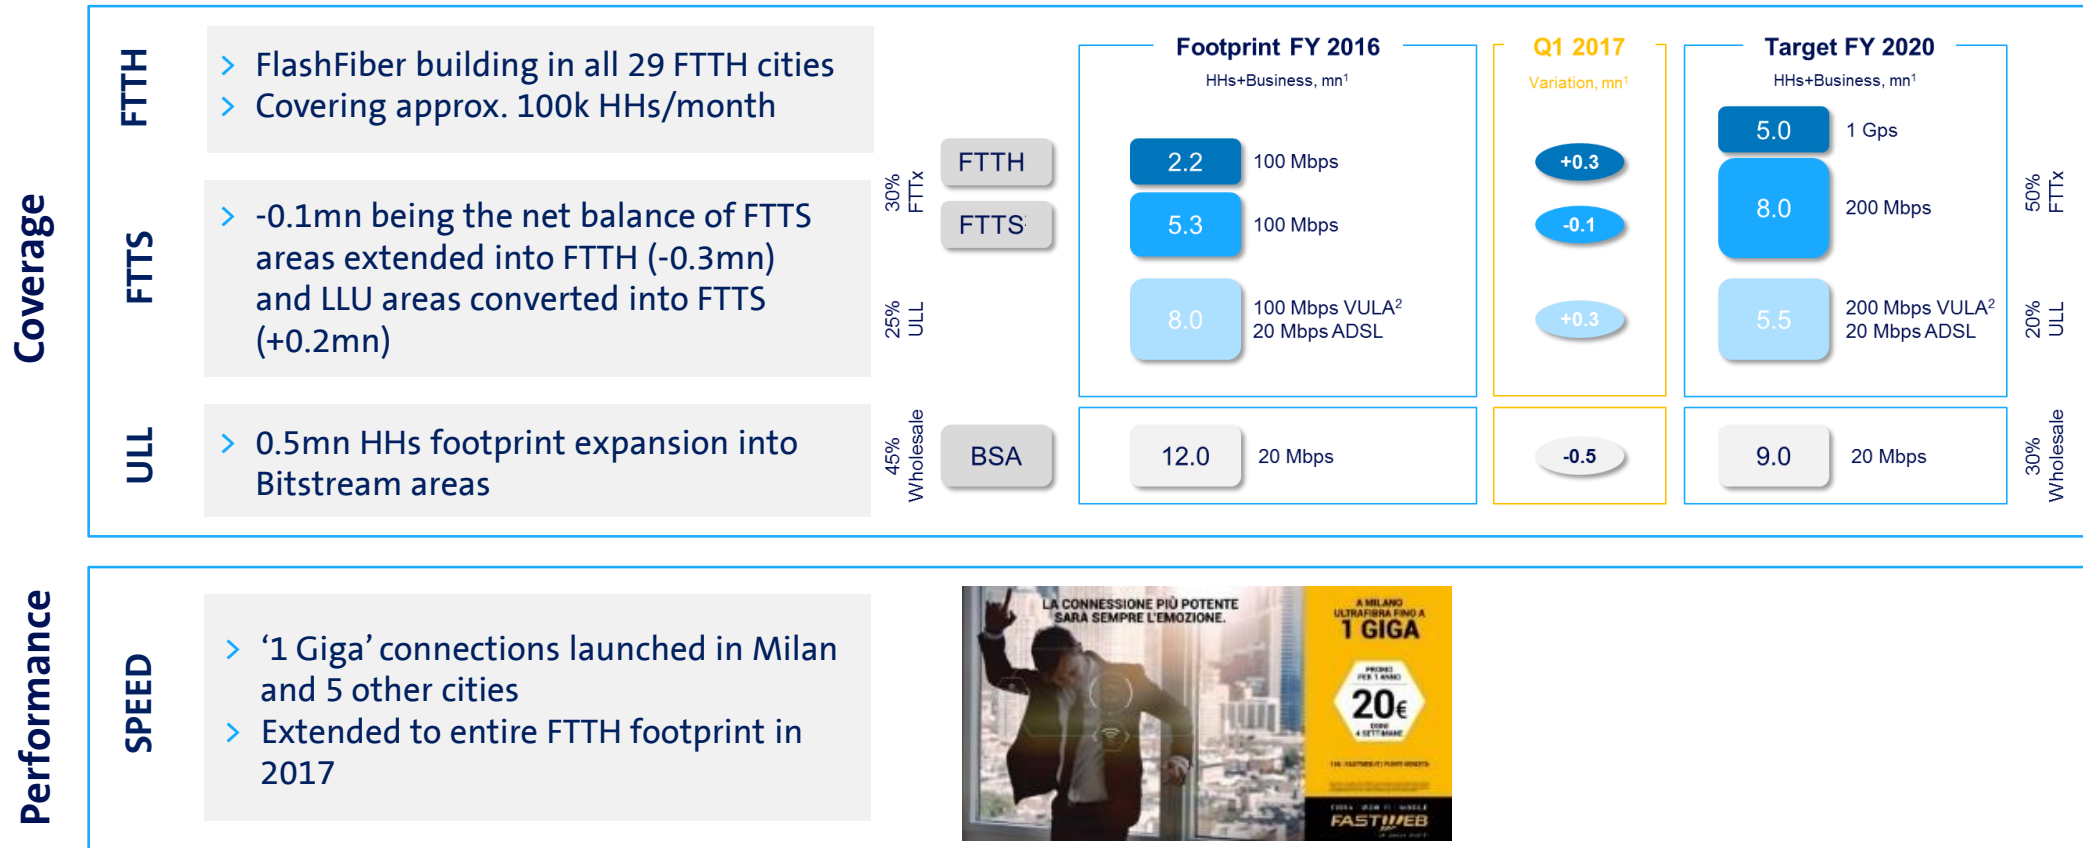 Coverage
FTTH
> FlashFiber building in all 29 FTTH cities
> Covering approx. 100k HHs/month
FTTS
> -0.1mn being the net balance of FTTS
areas extended into FTTH (-0.3mn)
and LLU areas converted into FTTS
(+0.2mn)
ULL
> 0.5mn HHs footprint expansion into
Bitstream areas
Footprint FY 2016
HHs+Business, mn¹
Q1 2017
Variation, mn¹
Target FY 2020
HHs+Business, mn¹
30%
FTTx
FTTH
2.2
100 Mbps
+0.3
5.0
1 Gps
50%
FTTx
FTTS
5.3
100 Mbps
-0.1
8.0
200 Mbps
25%
ULL
8.0
100 Mbps VULA²
20 Mbps ADSL
+0.3
5.5
200 Mbps VULA²
20 Mbps ADSL
20%
ULL
45%
Wholesale
BSA
12.0
20 Mbps
-0.5
9.0
20 Mbps
30%
Wholesale
Performance
SPEED
> ‘1 Giga’ connections launched in Milan
and 5 other cities
> Extended to entire FTTH footprint in
2017
LA CONNESSIONE PIÙ POTENTE
SARÀ SEMPRE L'EMOZIONE.
A MILANO
ULTRAFIBRA FINO A
1 GIGA
PROMO
PER 1 ANNO
20€
OGNI
4 SETTIMANE
FASTWEB